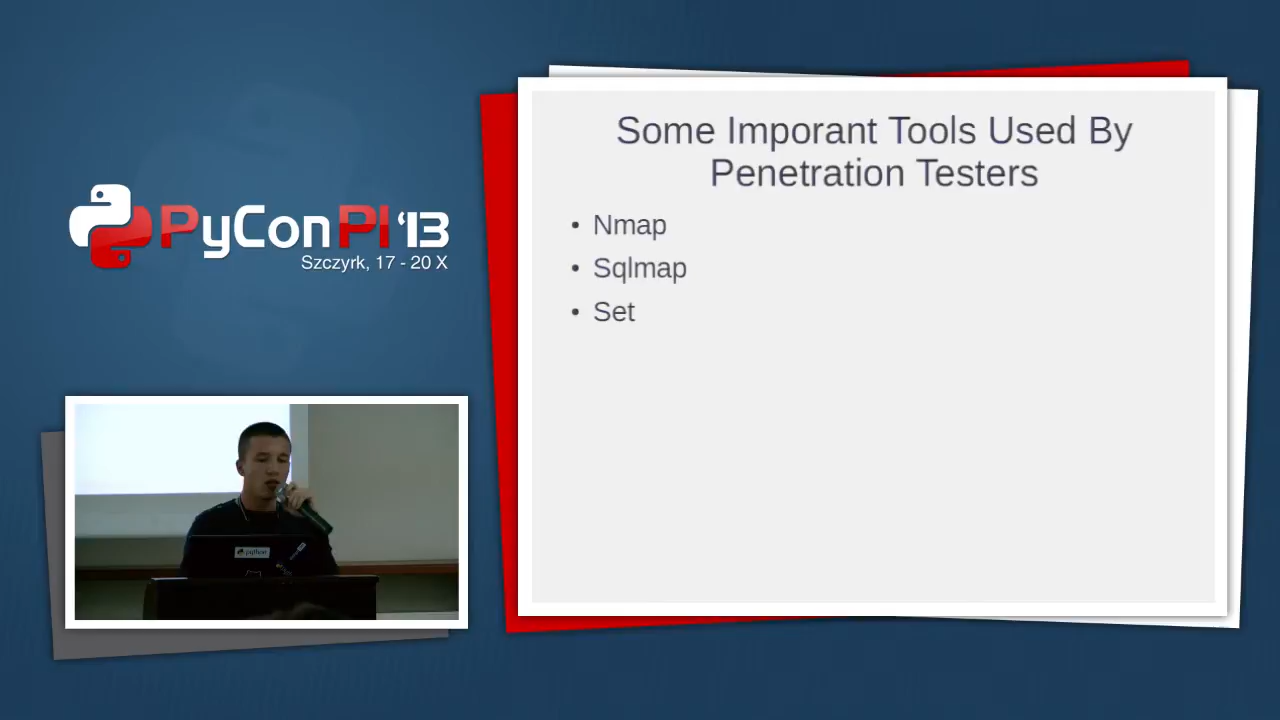 PyConPl '13
Szczyrk, 17 - 20 X
Some Imporant Tools Used By
Penetration Testers
• Nmap
• Sqlmap
• Set
python